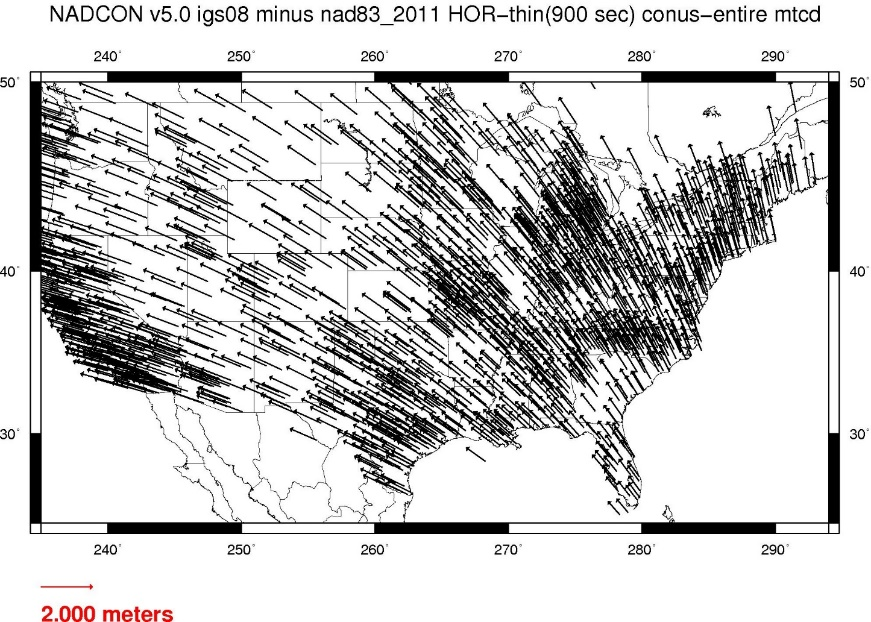 NADCON v5.0 igs08 minus nad83_2011 HOR−thin(900 sec) conus−entire mtcd
240° 250° 260° 270° 280° 290°
50° 50°
40° 40°
30° 30°
240° 250° 260° 270° 280° 290°
2.000 meters